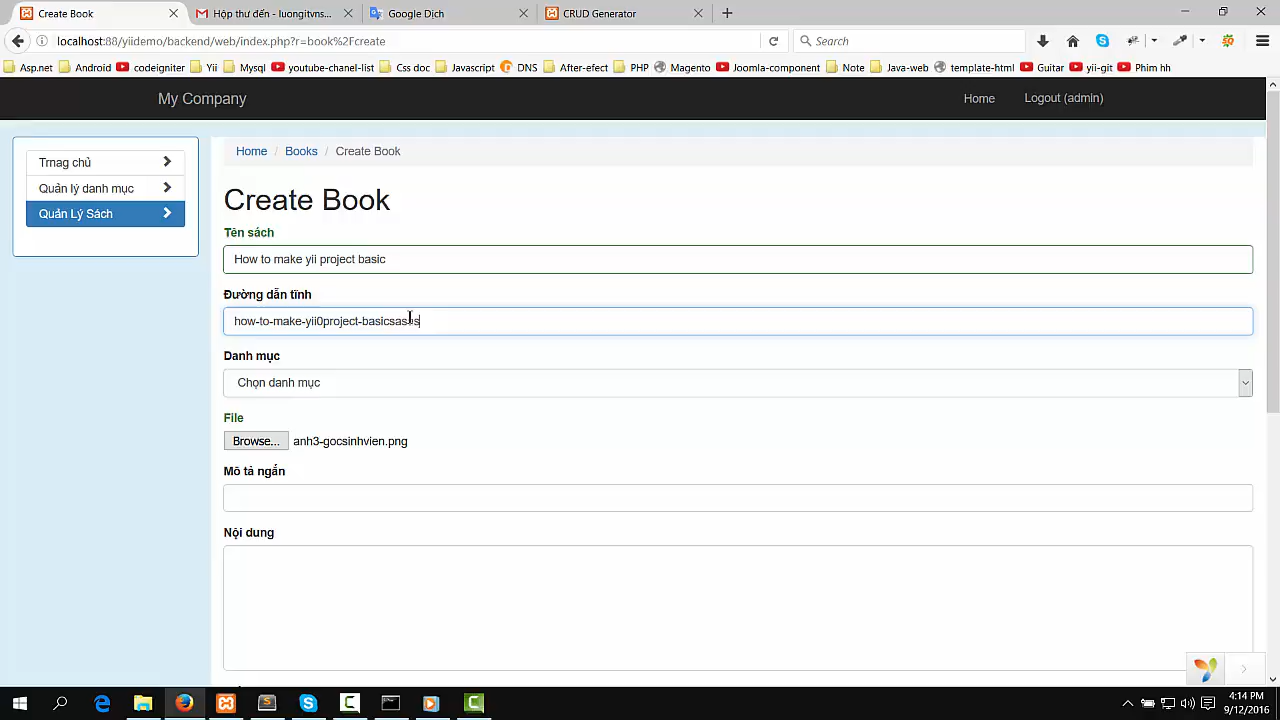 Create Book
Hộp thư đến - luongitvns...
Google Dịch
CRUD Generator
localhost:88/yiidemo/backend/web/index.php?r=book%2Fcreate
Search
Asp.net
Android
codeigniter
Yii
Mysql
youtube-chanel-list
Css doc
Javascript
DNS
After-efect
PHP
Magento
Joomla-component
Note
Java-web
template-html
Guitar
yii-git
Phim hh
My Company
Home
Logout (admin)
Trnag chủ
Quản lý danh mục
Quản Lý Sách
Home / Books / Create Book
Create Book
Tên sách
How to make yii project basic
Đường dẫn tĩnh
Danh mục
Chọn danh mục
File
Browse... anh3-gocsinhvien.png
Mô tả ngắn
Nội dung
4:14 PM
9/12/2016